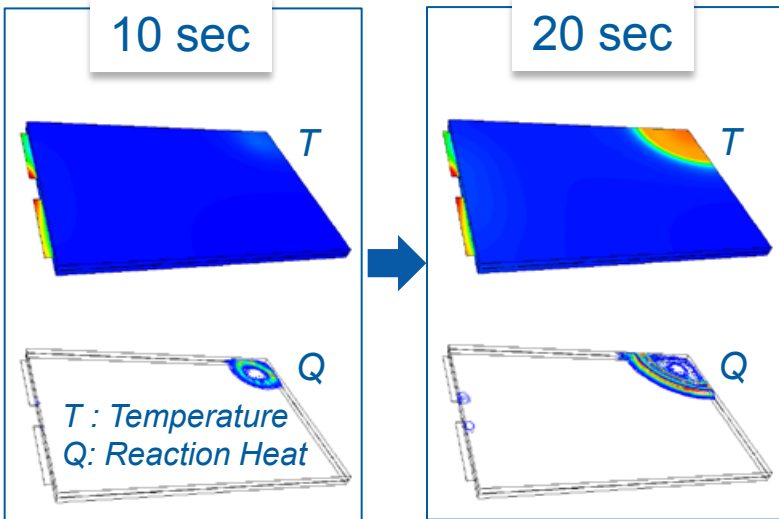 10 sec
20 sec
T
T
Q
T : Temperature
Q: Reaction Heat
Q